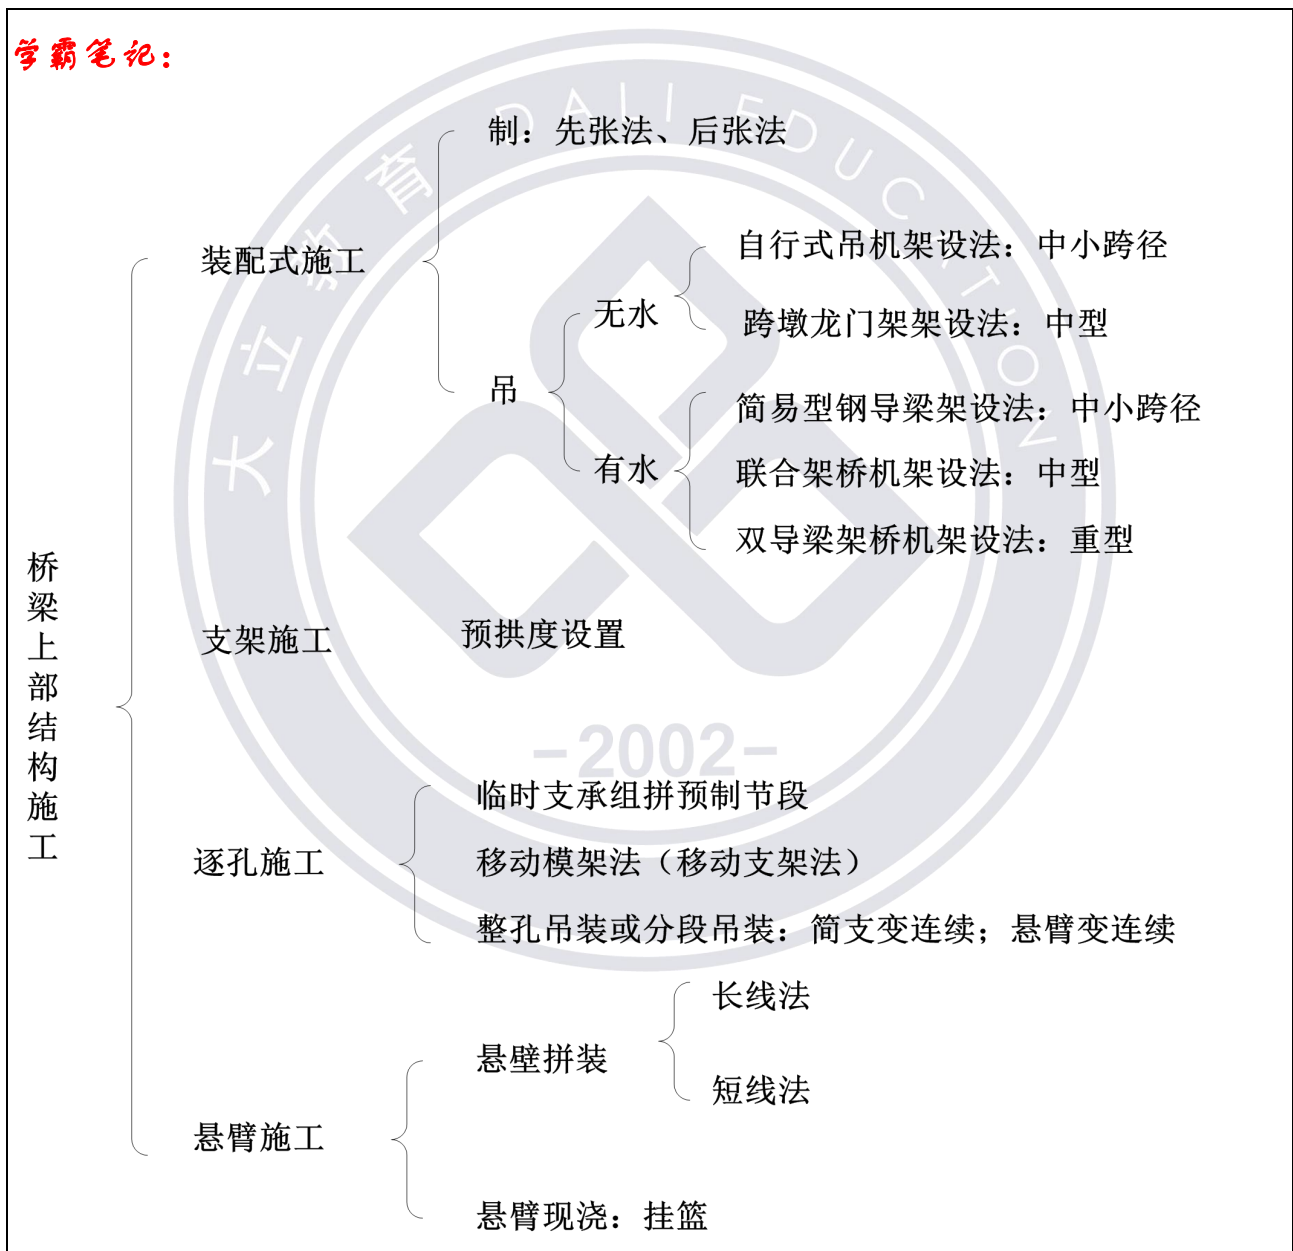 学霸笔记：
大立教育 DALI EDUCATION
制：先张法、后张法
装配式施工
自行式吊机架设法：中小跨径
无水
跨墩龙门架架设法：中型
吊
简易型钢导梁架设法：中小跨径
有水
联合架桥机架设法：中型
双导梁架桥机架设法：重型
桥梁上部结构施工
支架施工
预拱度设置
-2002-
临时支承组拼预制节段
逐孔施工
移动模架法（移动支架法）
整孔吊装或分段吊装：简支变连续；悬臂变连续
长线法
悬壁拼装
短线法
悬臂施工
悬臂现浇：挂篮